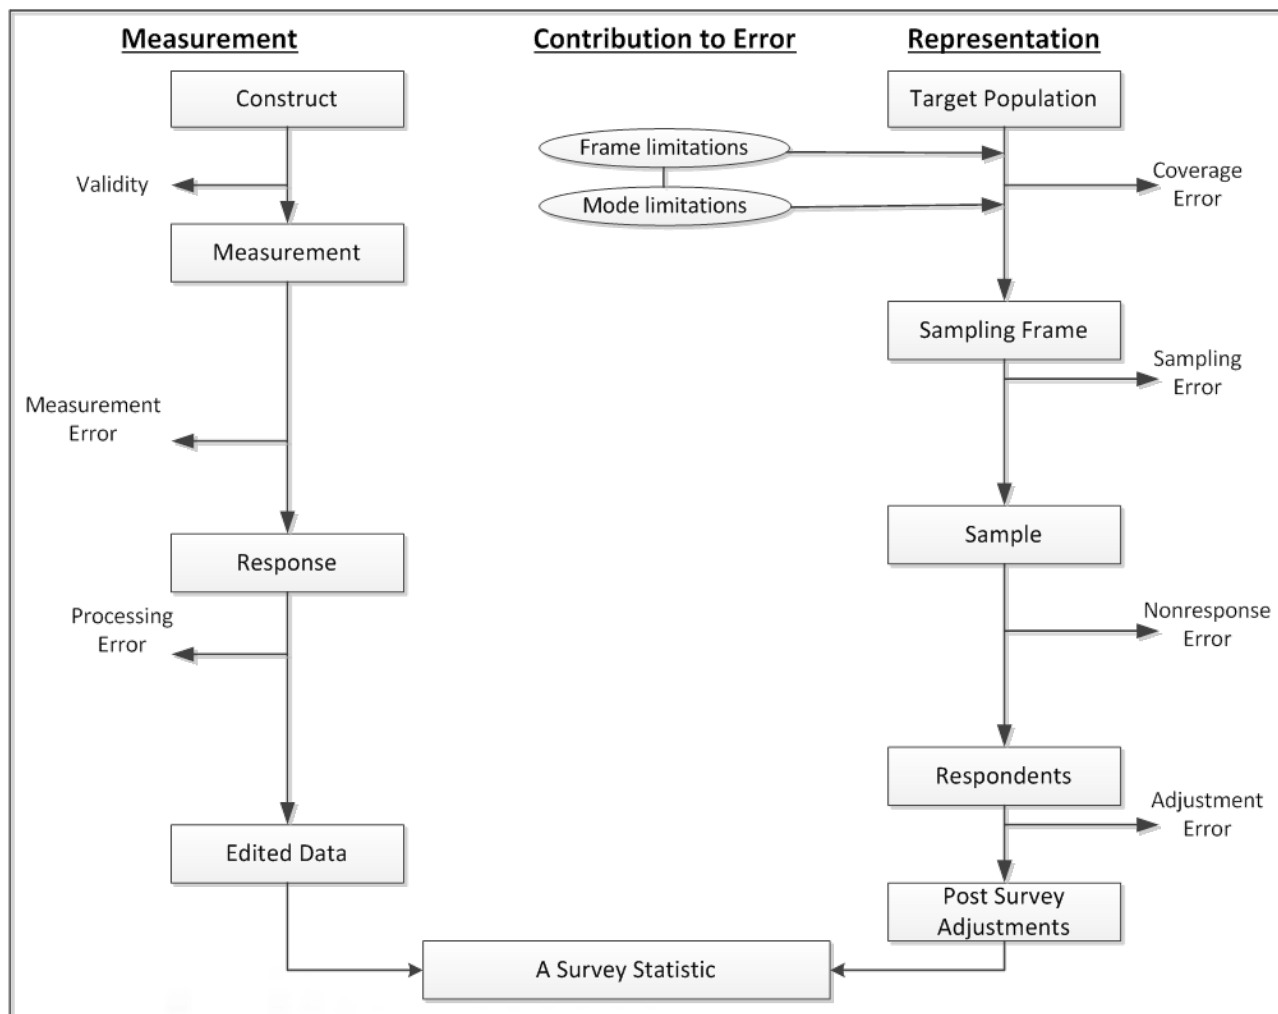 Measurement
Contribution to Error
Representation
Construct
Target Population
Frame limitations
Validity
Coverage
Error
Mode limitations
Measurement
Sampling Frame
Sampling
Error
Measurement
Error
Response
Sample
Processing
Error
Nonresponse
Error
Respondents
Adjustment
Error
Edited Data
Post Survey
Adjustments
A Survey Statistic